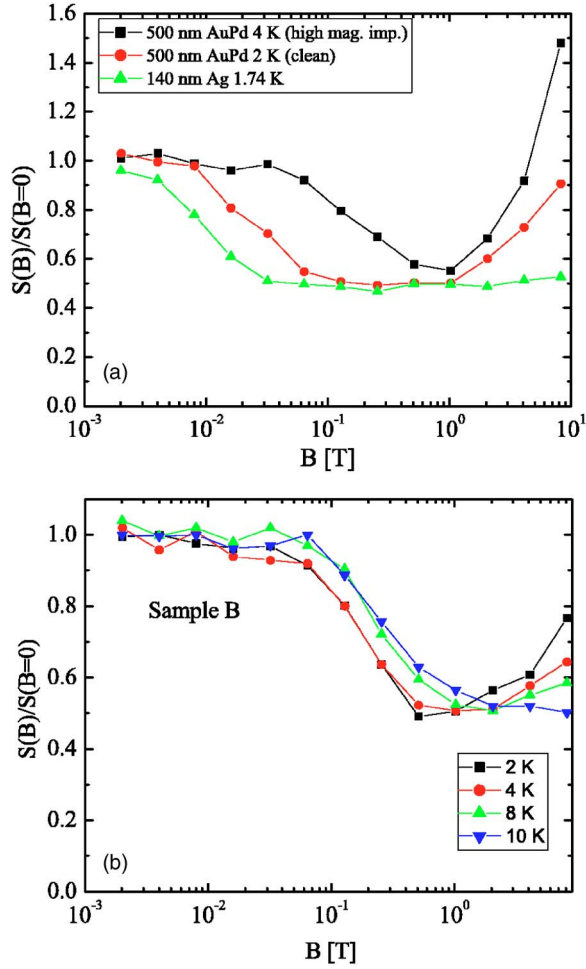 500 nm AuPd 4 K (high mag. imp.)
500 nm AuPd 2 K (clean)
140 nm Ag 1.74 K
1.6
1.4
1.2
1.0
0.8
0.6
0.4
0.2
0.0
S(B)/S(B=0)
(a)
10⁻³ 10⁻² 10⁻¹ 10⁰ 10¹
B [T]
1.0
0.8
0.6
0.4
0.2
0.0
S(B)/S(B=0)
Sample B
2 K
4 K
8 K
10 K
(b)
10⁻³ 10⁻² 10⁻¹ 10⁰
B [T]